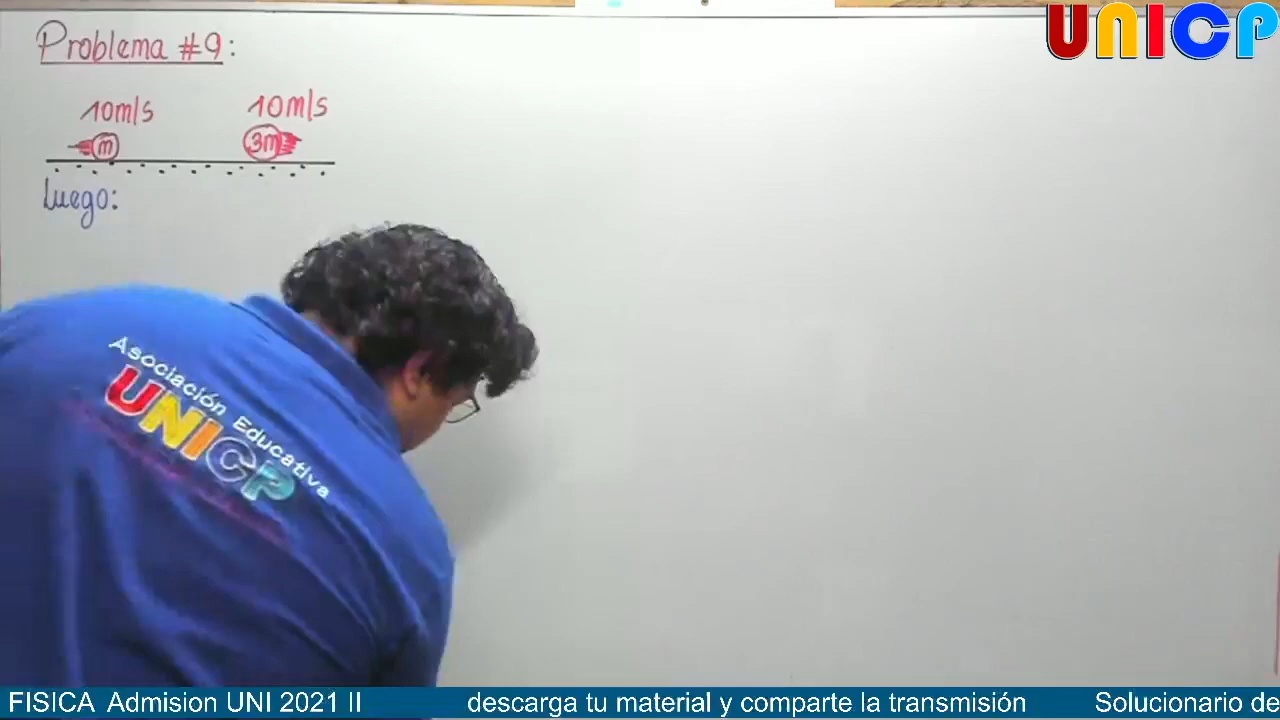 UNICP
Problema #9:
10m/s 10m/s
m 3m
Luego:
Asociación Educativa
UNICP
FISICA Admision UNI 2021 II descarga tu material y comparte la transmisión Solucionario de